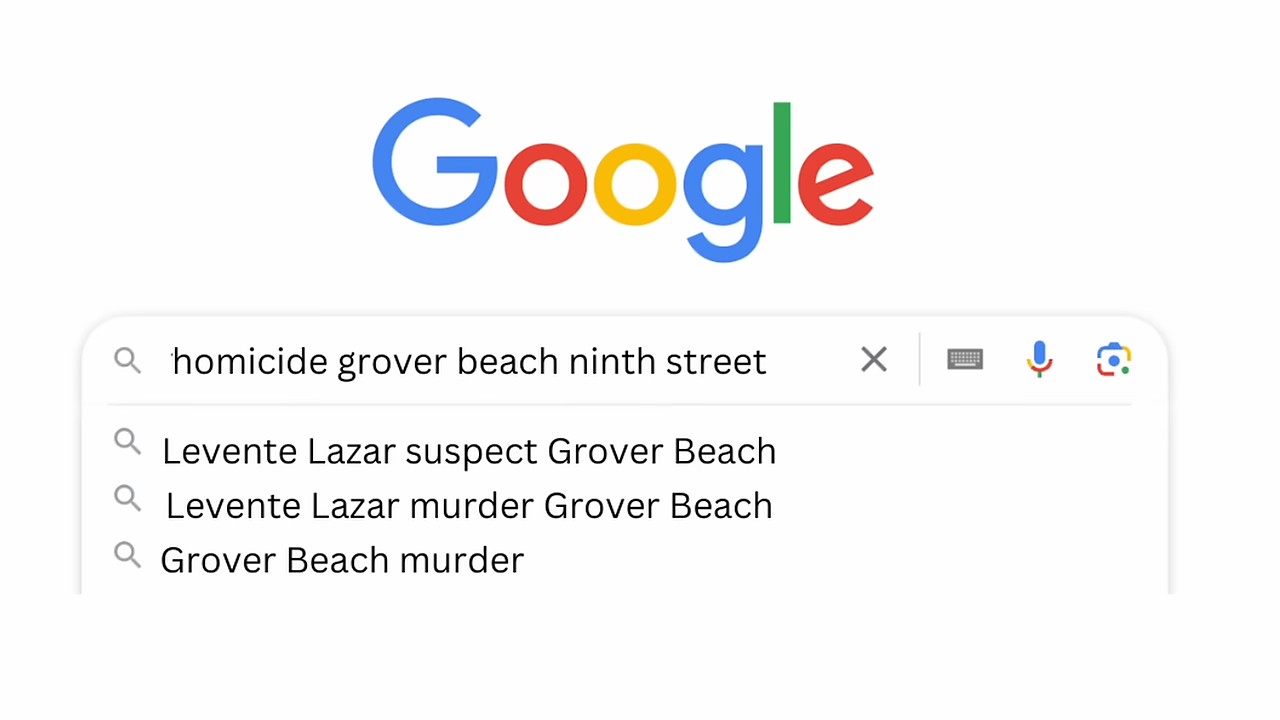 Google
homicide grover beach ninth street
Levente Lazar suspect Grover Beach
Levente Lazar murder Grover Beach
Grover Beach murder